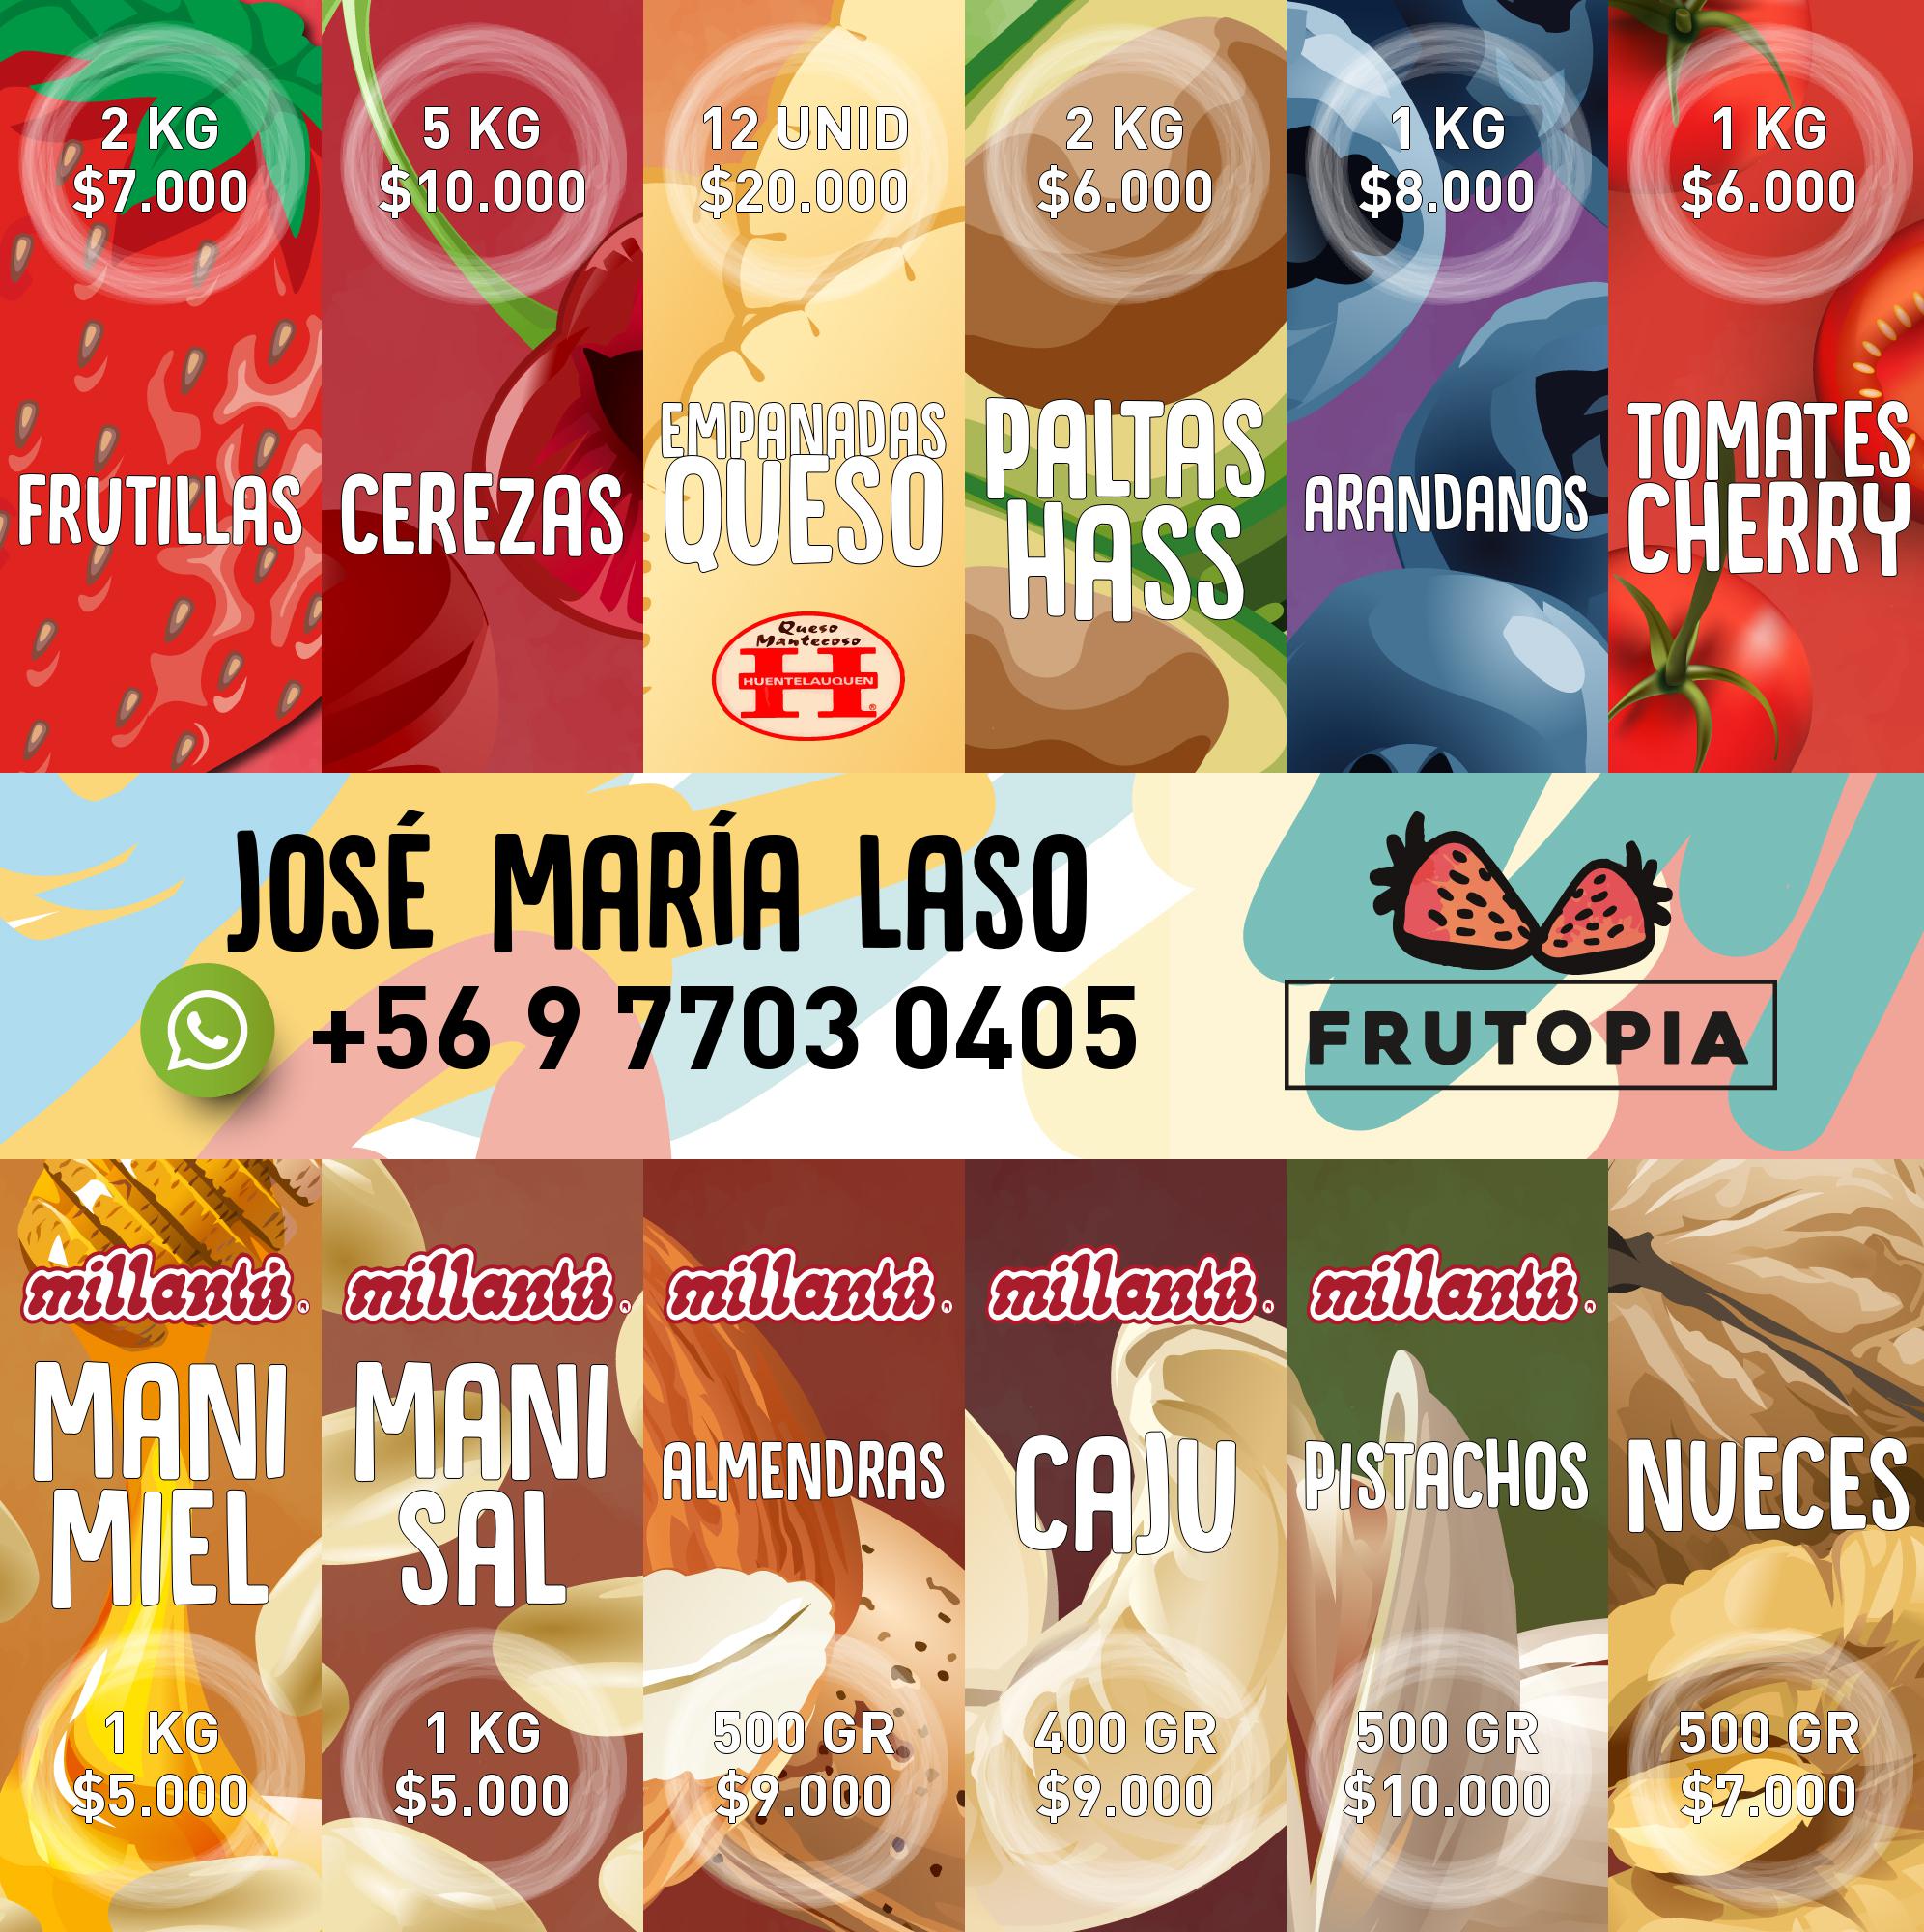 2 KG
$7.000
FRUTILLAS
5 KG
$10.000
CEREZAS
12 UNID
$20.000
EMPANADAS
QUESO
Queso
Mantecoso
H
HUENTELAUQUEN
®
2 KG
$6.000
PALTAS
HASS
1 KG
$8.000
ARANDANOS
1 KG
$6.000
TOMATES
CHERRY
JOSÉ MARÍA LASO
+56 9 7703 0405
FRUTOPIA
millantú®
MANI
MIEL
1 KG
$5.000
millantú®
MANI
SAL
1 KG
$5.000
millantú®
ALMENDRAS
500 GR
$9.000
millantú®
CAJU
400 GR
$9.000
millantú®
PISTACHOS
500 GR
$10.000
NUECES
500 GR
$7.000